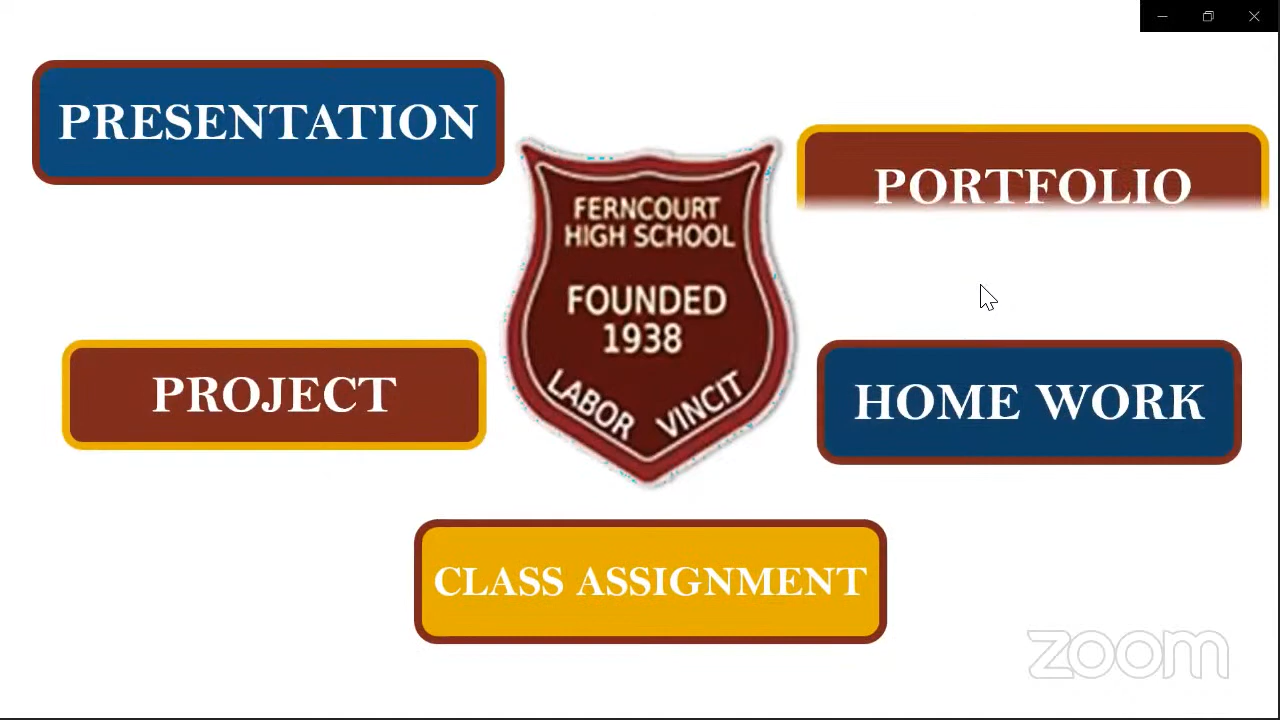 PRESENTATION
PORTFOLIO
FERNCOURT
HIGH SCHOOL
FOUNDED
1938
LABOR VINCIT
PROJECT
HOME WORK
CLASS ASSIGNMENT
zoom